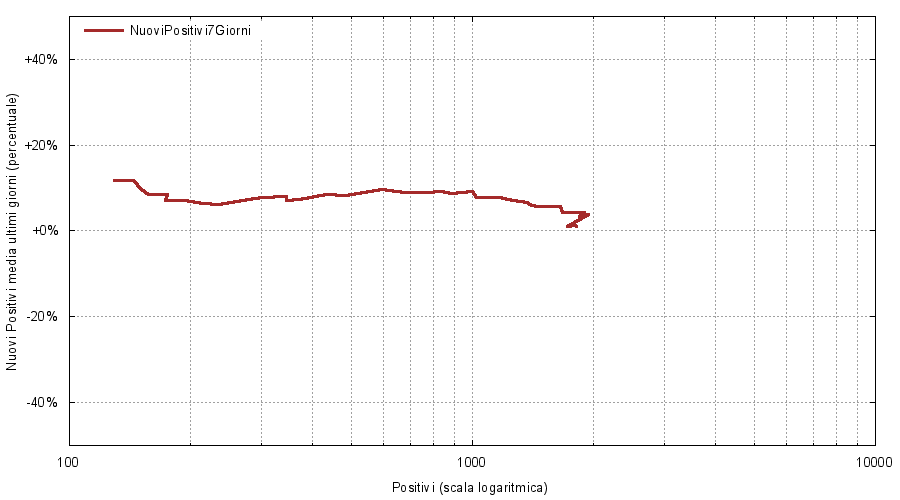 NuoviPositivi7Giorni
+40%
+20%
+0%
-20%
-40%
Nuovi Positivi media ultimi giorni (percentuale)
100
1000
10000
Positivi (scala logaritmica)